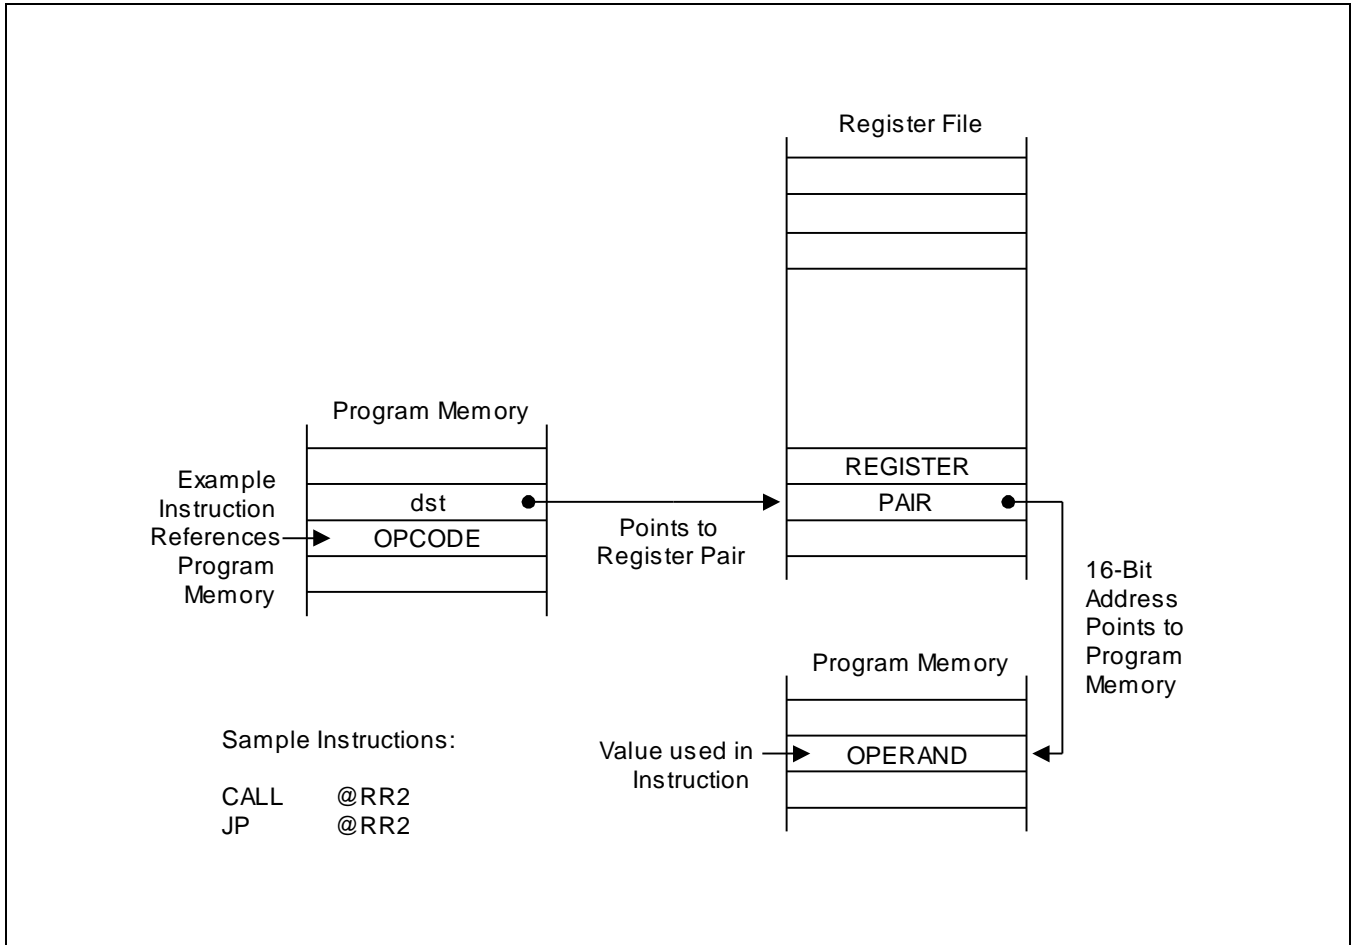 Register File
Program Memory
Example
Instruction
References
Program
Memory
dst
OPCODE
Points to
Register Pair
REGISTER
PAIR
16-Bit
Address
Points to
Program
Memory
Program Memory
Value used in
Instruction
OPERAND
Sample Instructions:
CALL @RR2
JP @RR2